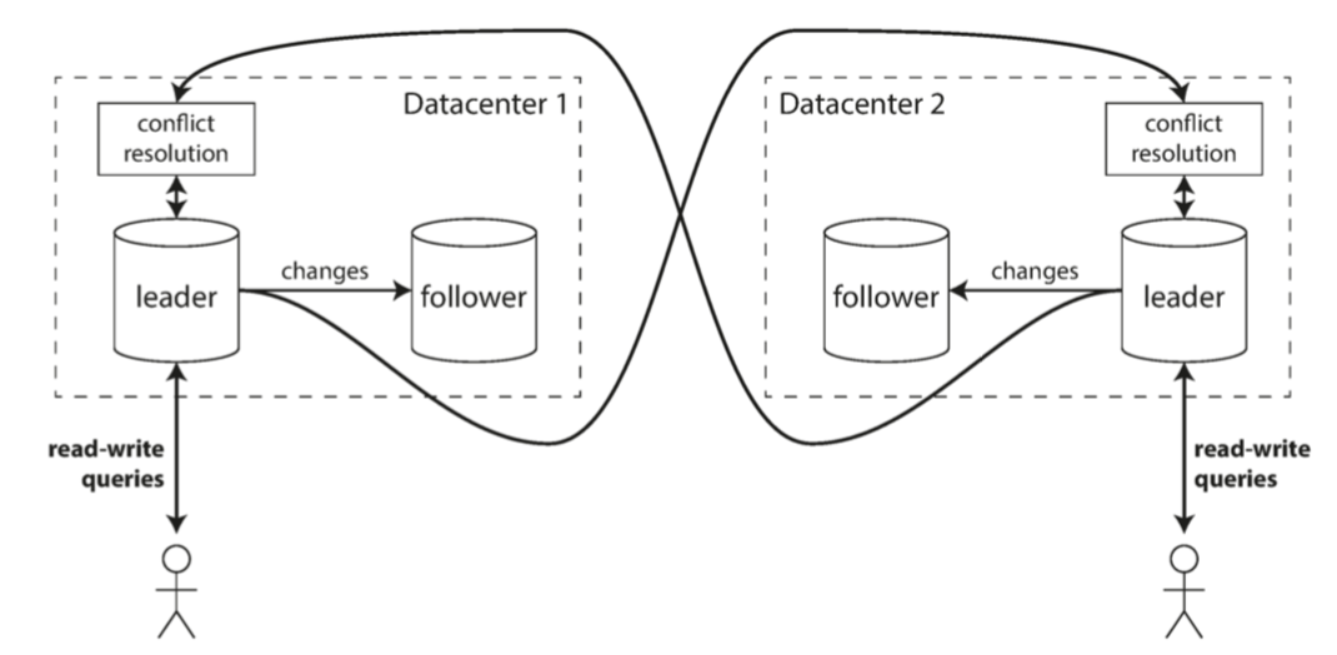 Datacenter 1
conflict
resolution
changes
leader
follower
read-write
queries
Datacenter 2
conflict
resolution
changes
follower
leader
read-write
queries